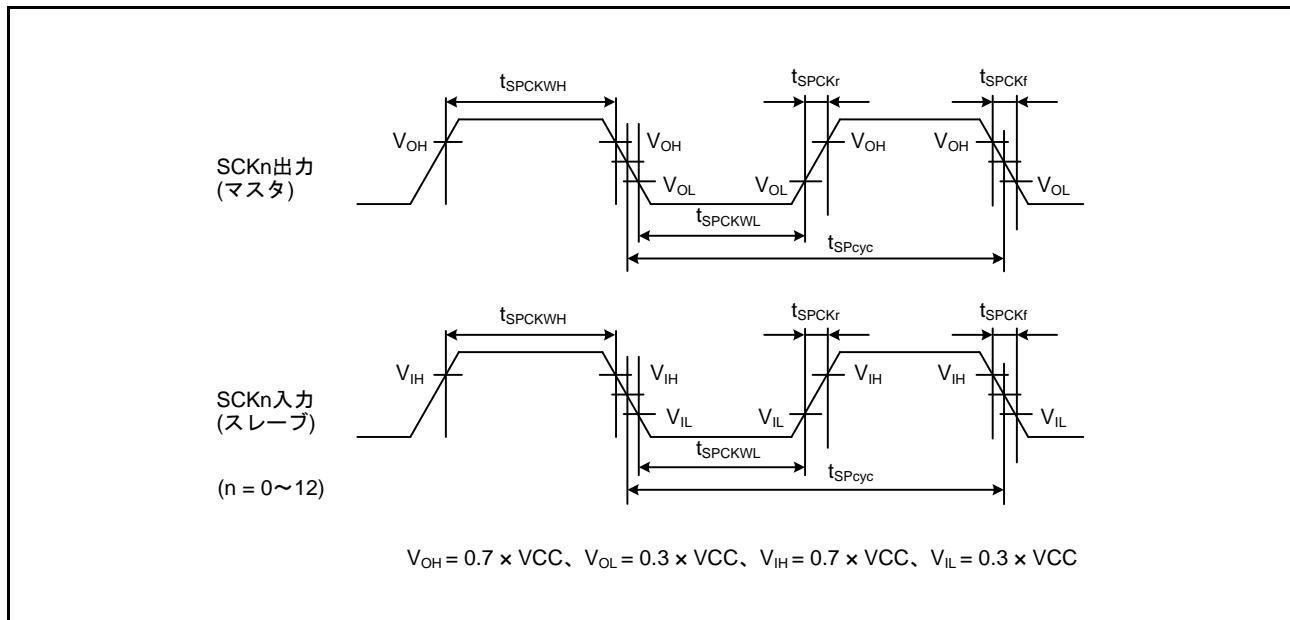 tSPCKWH
tSPCKr
tSPCKf
VOH
VOH
VOH
VOH
SCKn出力
(マスタ)
VOL
VOL
VOL
tSPCKWL
tSPcyc
tSPCKWH
tSPCKr
tSPCKf
VIH
VIH
VIH
VIH
SCKn入力
(スレーブ)
VIL
VIL
VIL
tSPCKWL
tSPcyc
(n = 0～12)
VOH = 0.7 × VCC、VOL = 0.3 × VCC、VIH = 0.7 × VCC、VIL = 0.3 × VCC